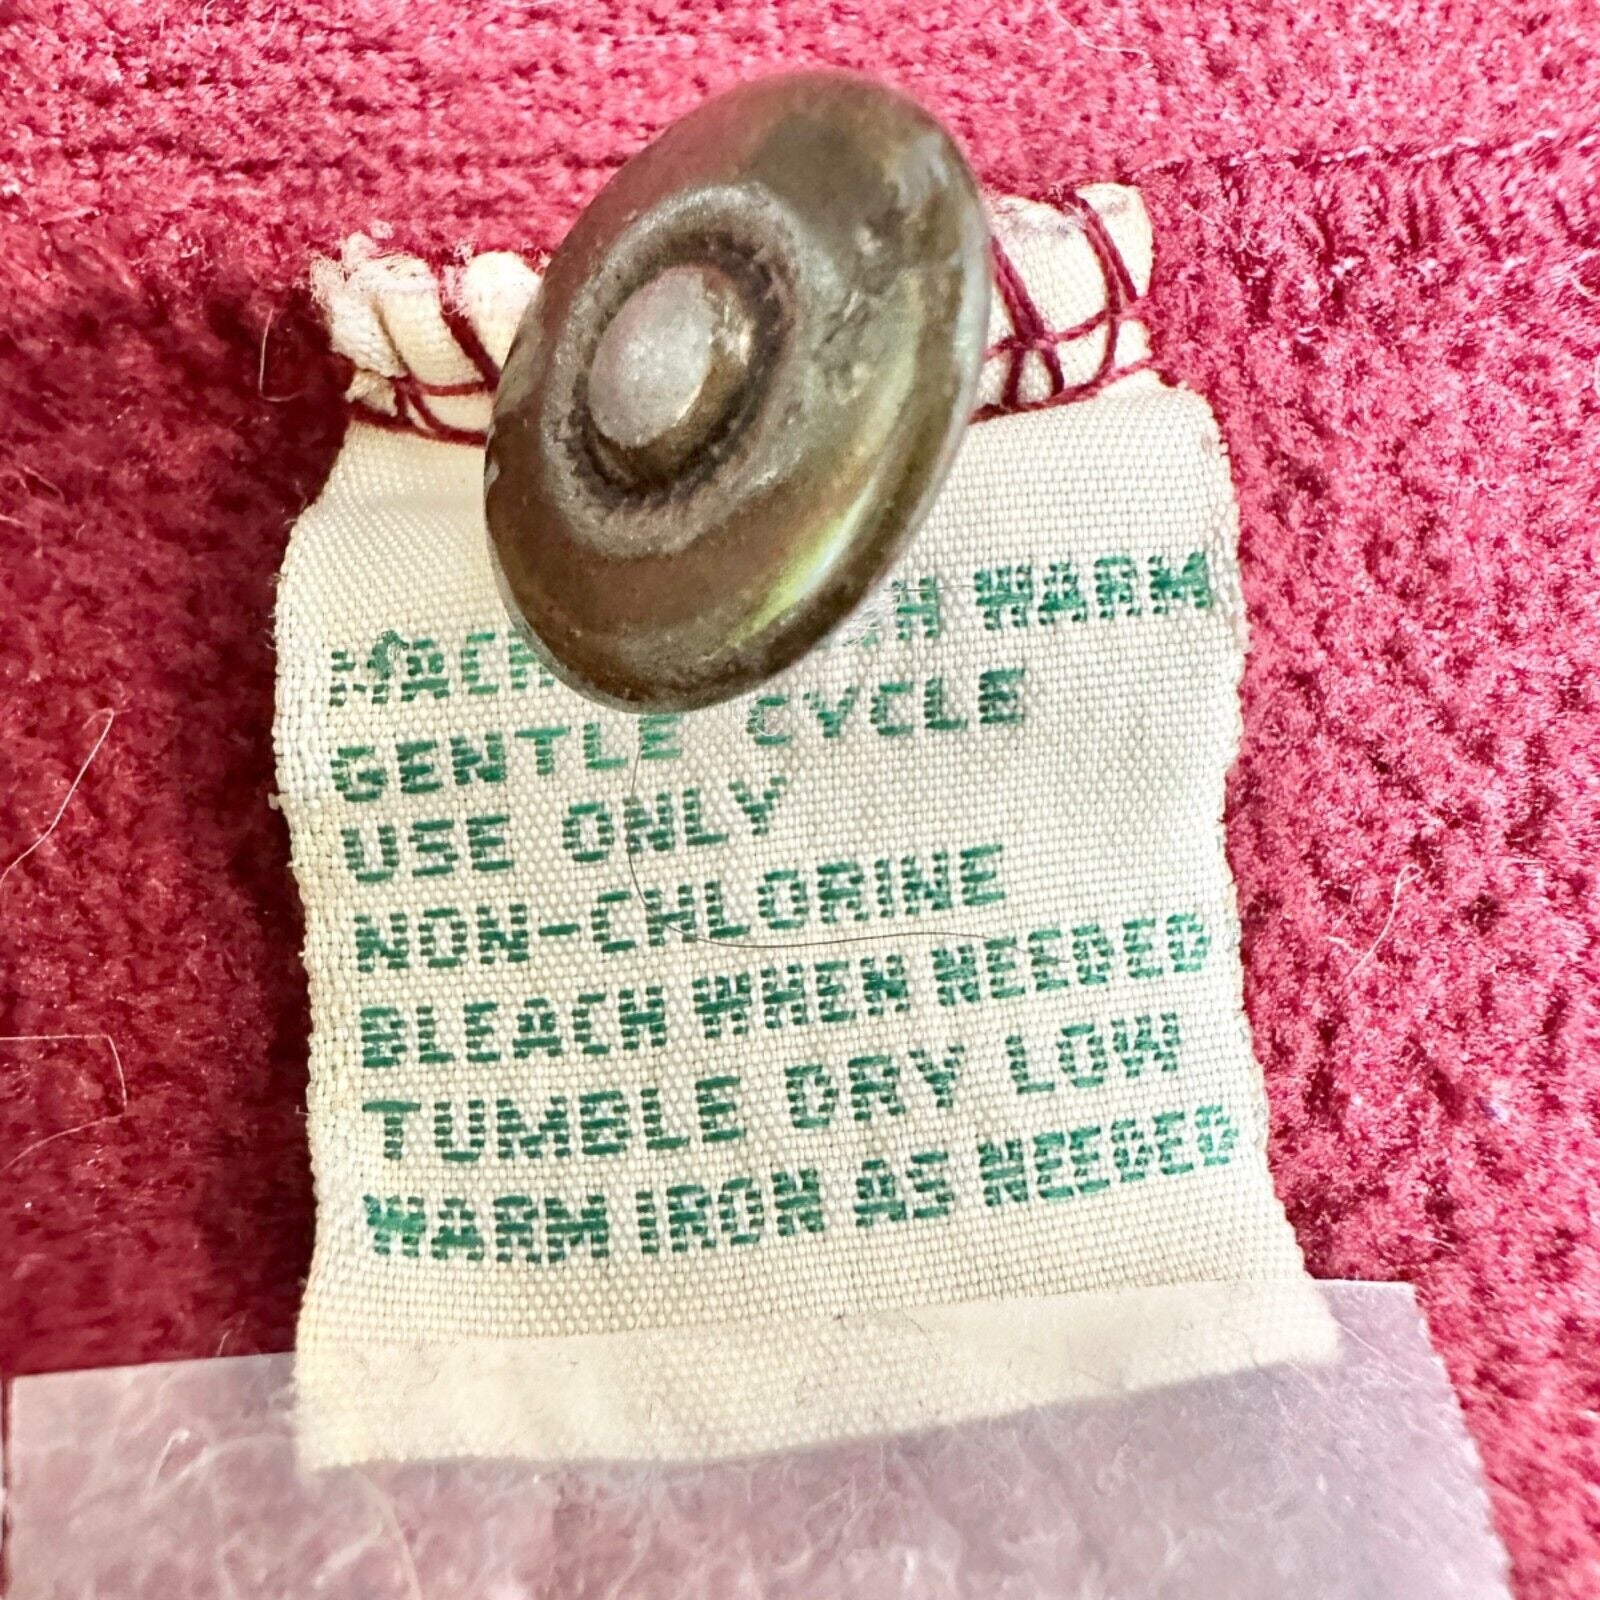 WARM
GENTLE CYCLE
USE ONLY
NON-CHLORINE
BLEACH WHEN NEEDED
TUMBLE DRY LOW
WARM IRON AS NEEDED